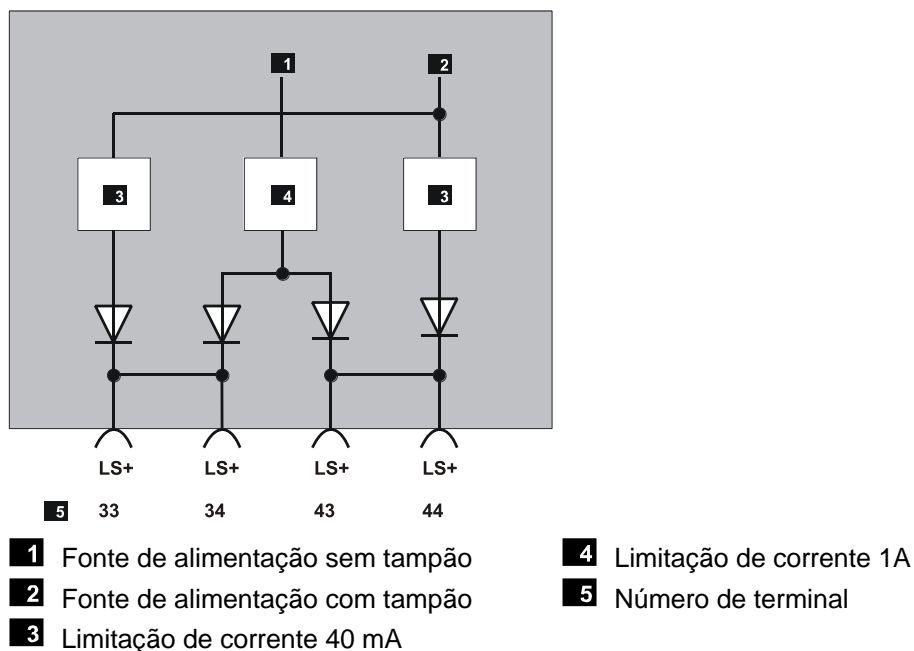 1 2
3 4 3
LS+ LS+ LS+ LS+
5 33 34 43 44
1 Fonte de alimentação sem tampão
2 Fonte de alimentação com tampão
3 Limitação de corrente 40 mA
4 Limitação de corrente 1A
5 Número de terminal